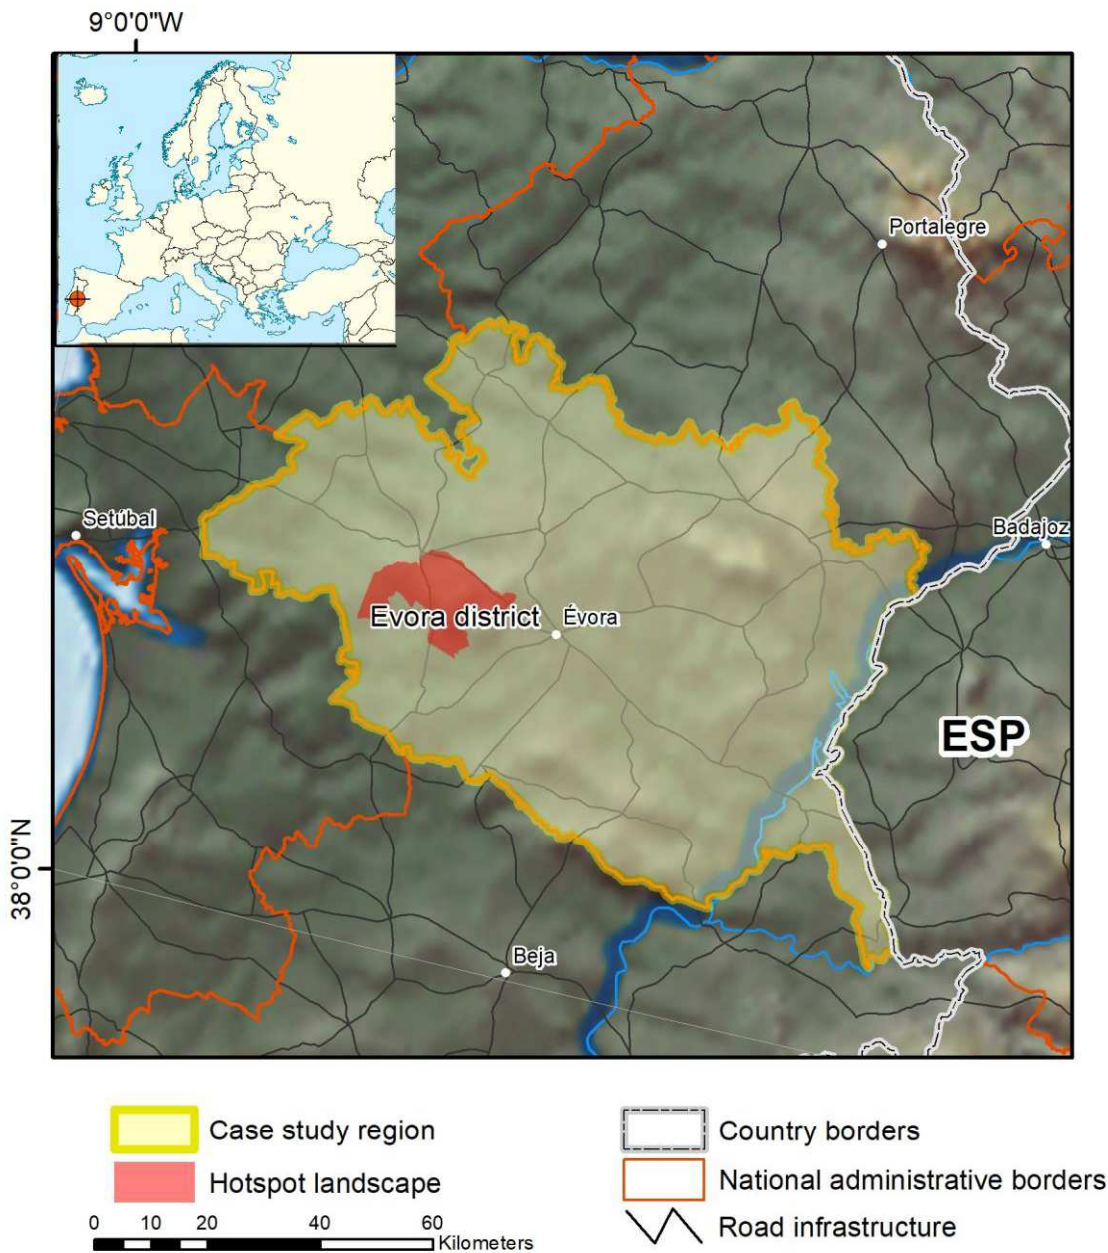 9°0'0"W
Portalegre
Setúbal
Badajoz
Evora district
Évora
ESP
38°0'0"N
Beja
Case study region
Country borders
Hotspot landscape
National administrative borders
Road infrastructure
0 10 20 40 60
Kilometers